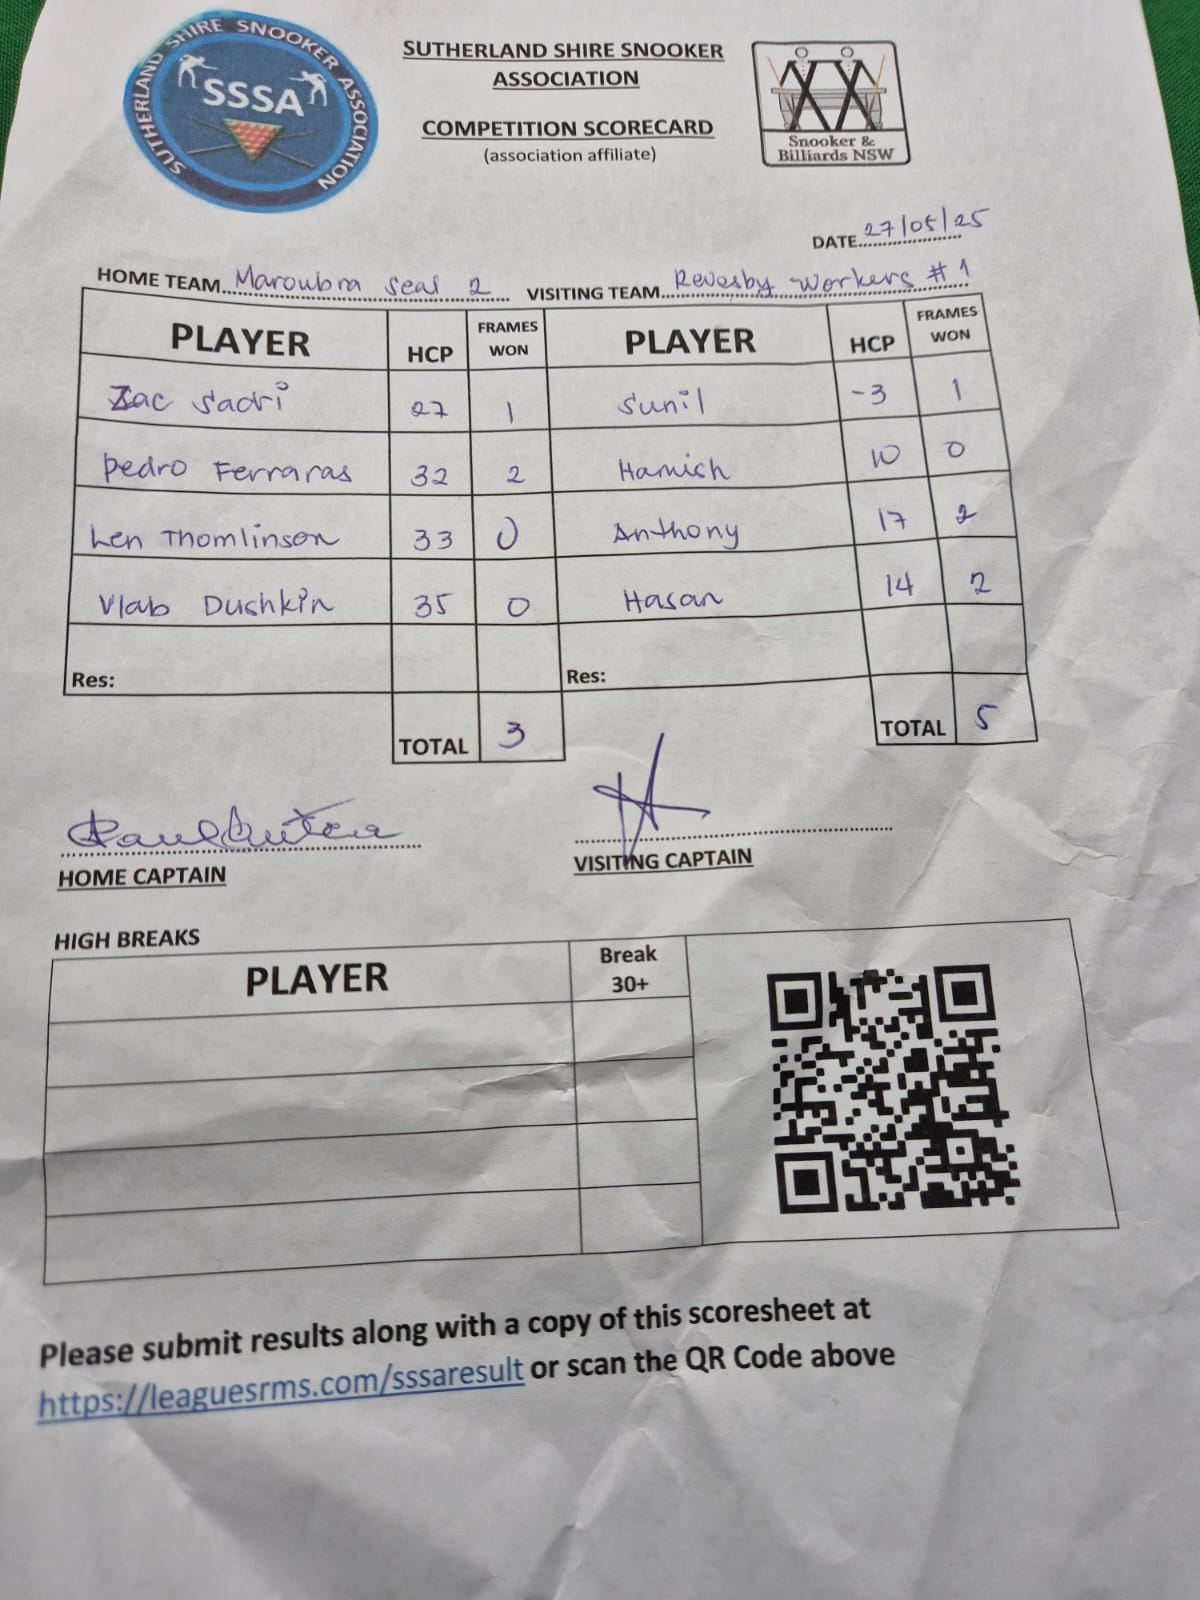 SUTHERLAND SHIRE SNOOKER ASSOCIATION
SSSA
SUTHERLAND SHIRE SNOOKER
ASSOCIATION
COMPETITION SCORECARD
(association affiliate)
Snooker &
Billiards NSW
DATE 27/05/25
HOME TEAM Maroubra Seal 2 VISITING TEAM Revesby Workers #1
PLAYER HCP FRAMES WON PLAYER HCP FRAMES WON
Zac Sadri 27 1 Sunil -3 1
Pedro Ferraras 32 2 Hamish 10 0
Len Thomlinson 33 0 Anthony 17 2
Vlab Dushkin 35 0 Hasan 14 2
Res: Res:
TOTAL 3 TOTAL 5
HOME CAPTAIN VISITING CAPTAIN
HIGH BREAKS
PLAYER Break 30+
Please submit results along with a copy of this scoresheet at
https://leaguesrms.com/sssaresult or scan the QR Code above